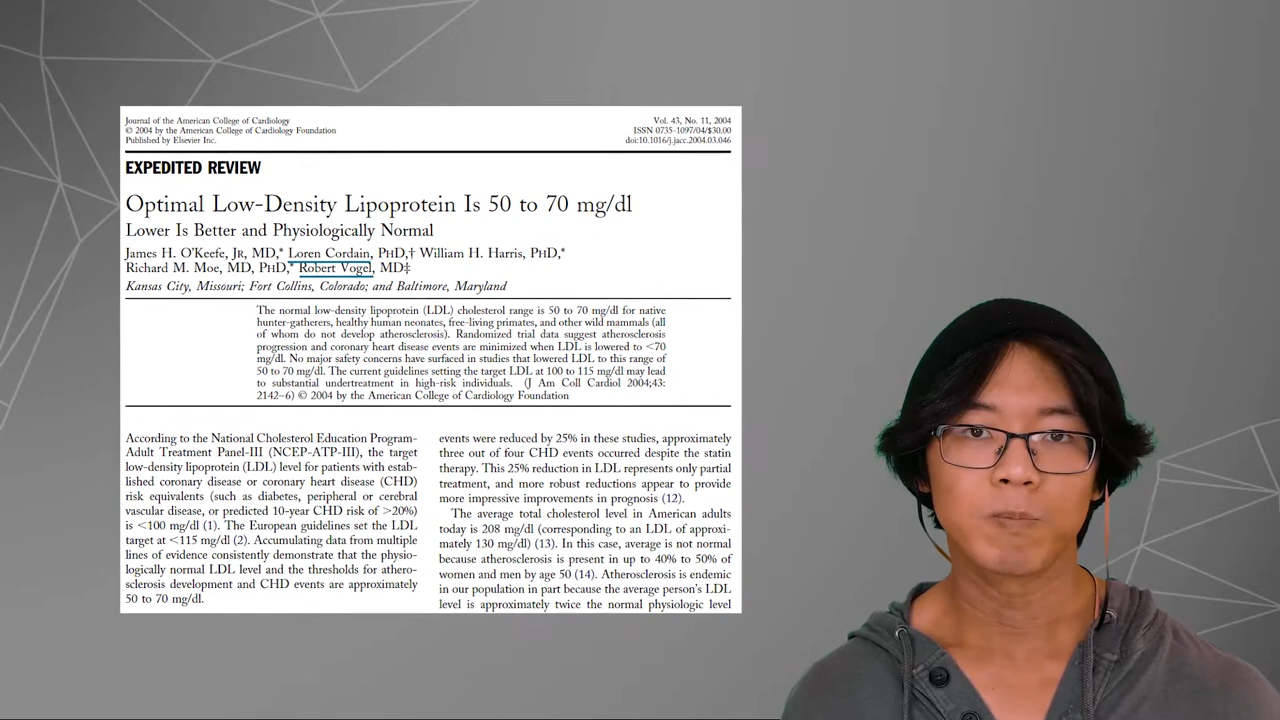 Journal of the American College of Cardiology
© 2004 by the American College of Cardiology Foundation
Published by Elsevier Inc.
Vol. 43, No. 11, 2004
ISSN 0735-1097/04/$30.00
doi:10.1016/j.jacc.2004.03.046
EXPEDITED REVIEW
Optimal Low-Density Lipoprotein Is 50 to 70 mg/dl
Lower Is Better and Physiologically Normal
James H. O'Keefe, JR, MD,* Loren Cordain, PHD,† William H. Harris, PHD,*
Richard M. Moe, MD, PHD,* Robert Vogel, MD‡
Kansas City, Missouri; Fort Collins, Colorado; and Baltimore, Maryland
The normal low-density lipoprotein (LDL) cholesterol range is 50 to 70 mg/dl for native
hunter-gatherers, healthy human neonates, free-living primates, and other wild mammals (all
of whom do not develop atherosclerosis). Randomized trial data suggest atherosclerosis
progression and coronary heart disease events are minimized when LDL is lowered to <70
mg/dl. No major safety concerns have surfaced in studies that lowered LDL to this range of
50 to 70 mg/dl. The current guidelines setting the target LDL at 100 to 115 mg/dl may lead
to substantial undertreatment in high-risk individuals. (J Am Coll Cardiol 2004;43:
2142–6) © 2004 by the American College of Cardiology Foundation
According to the National Cholesterol Education Program-
Adult Treatment Panel-III (NCEP-ATP-III), the target
low-density lipoprotein (LDL) level for patients with estab-
lished coronary disease or coronary heart disease (CHD)
risk equivalents (such as diabetes, peripheral or cerebral
vascular disease, or predicted 10-year CHD risk of >20%)
is <100 mg/dl (1). The European guidelines set the LDL
target at <115 mg/dl (2). Accumulating data from multiple
lines of evidence consistently demonstrate that the physio-
logically normal LDL level and the thresholds for athero-
sclerosis development and CHD events are approximately
50 to 70 mg/dl.
events were reduced by 25% in these studies, approximately
three out of four CHD events occurred despite the statin
therapy. This 25% reduction in LDL represents only partial
treatment, and more robust reductions appear to provide
more impressive improvements in prognosis (12).
The average total cholesterol level in American adults
today is 208 mg/dl (corresponding to an LDL of approxi-
mately 130 mg/dl) (13). In this case, average is not normal
because atherosclerosis is present in up to 40% to 50% of
women and men by age 50 (14). Atherosclerosis is endemic
in our population in part because the average person's LDL
level is approximately twice the normal physiologic level